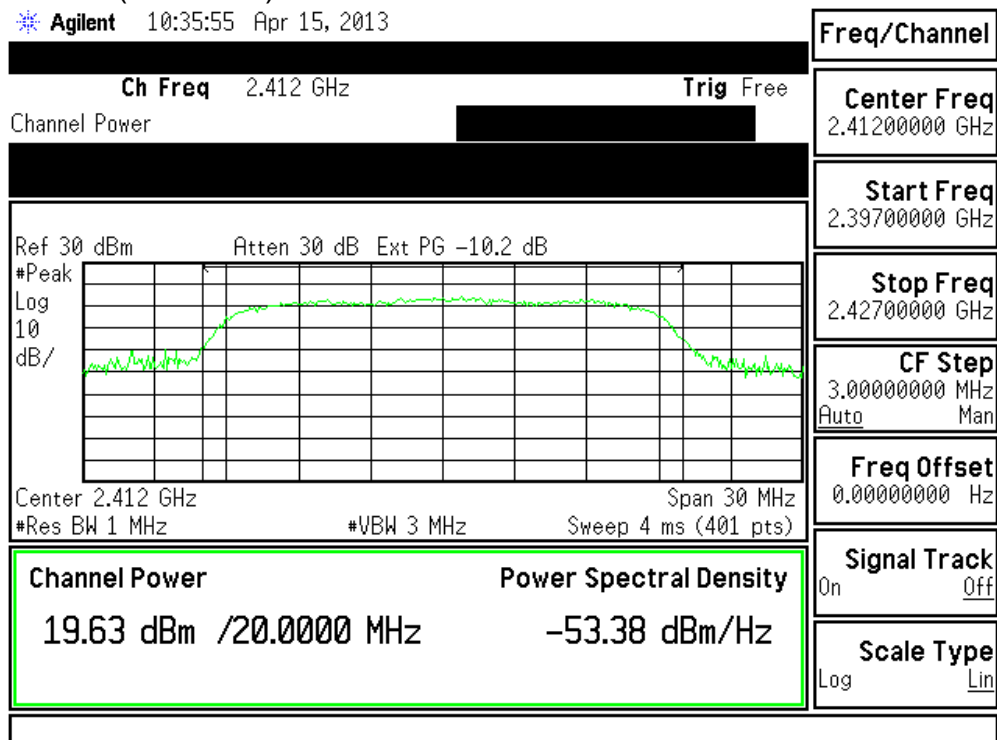 Agilent 10:35:55 Apr 15, 2013
Ch Freq 2.412 GHz Trig Free
Channel Power
Ref 30 dBm Atten 30 dB Ext PG -10.2 dB
#Peak
Log
10
dB/
Center 2.412 GHz Span 30 MHz
#Res BW 1 MHz #VBW 3 MHz Sweep 4 ms (401 pts)
Channel Power Power Spectral Density
19.63 dBm /20.0000 MHz -53.38 dBm/Hz
Freq/Channel
Center Freq
2.41200000 GHz
Start Freq
2.39700000 GHz
Stop Freq
2.42700000 GHz
CF Step
3.00000000 MHz
Auto Man
Freq Offset
0.00000000 Hz
Signal Track
On Off
Scale Type
Log Lin